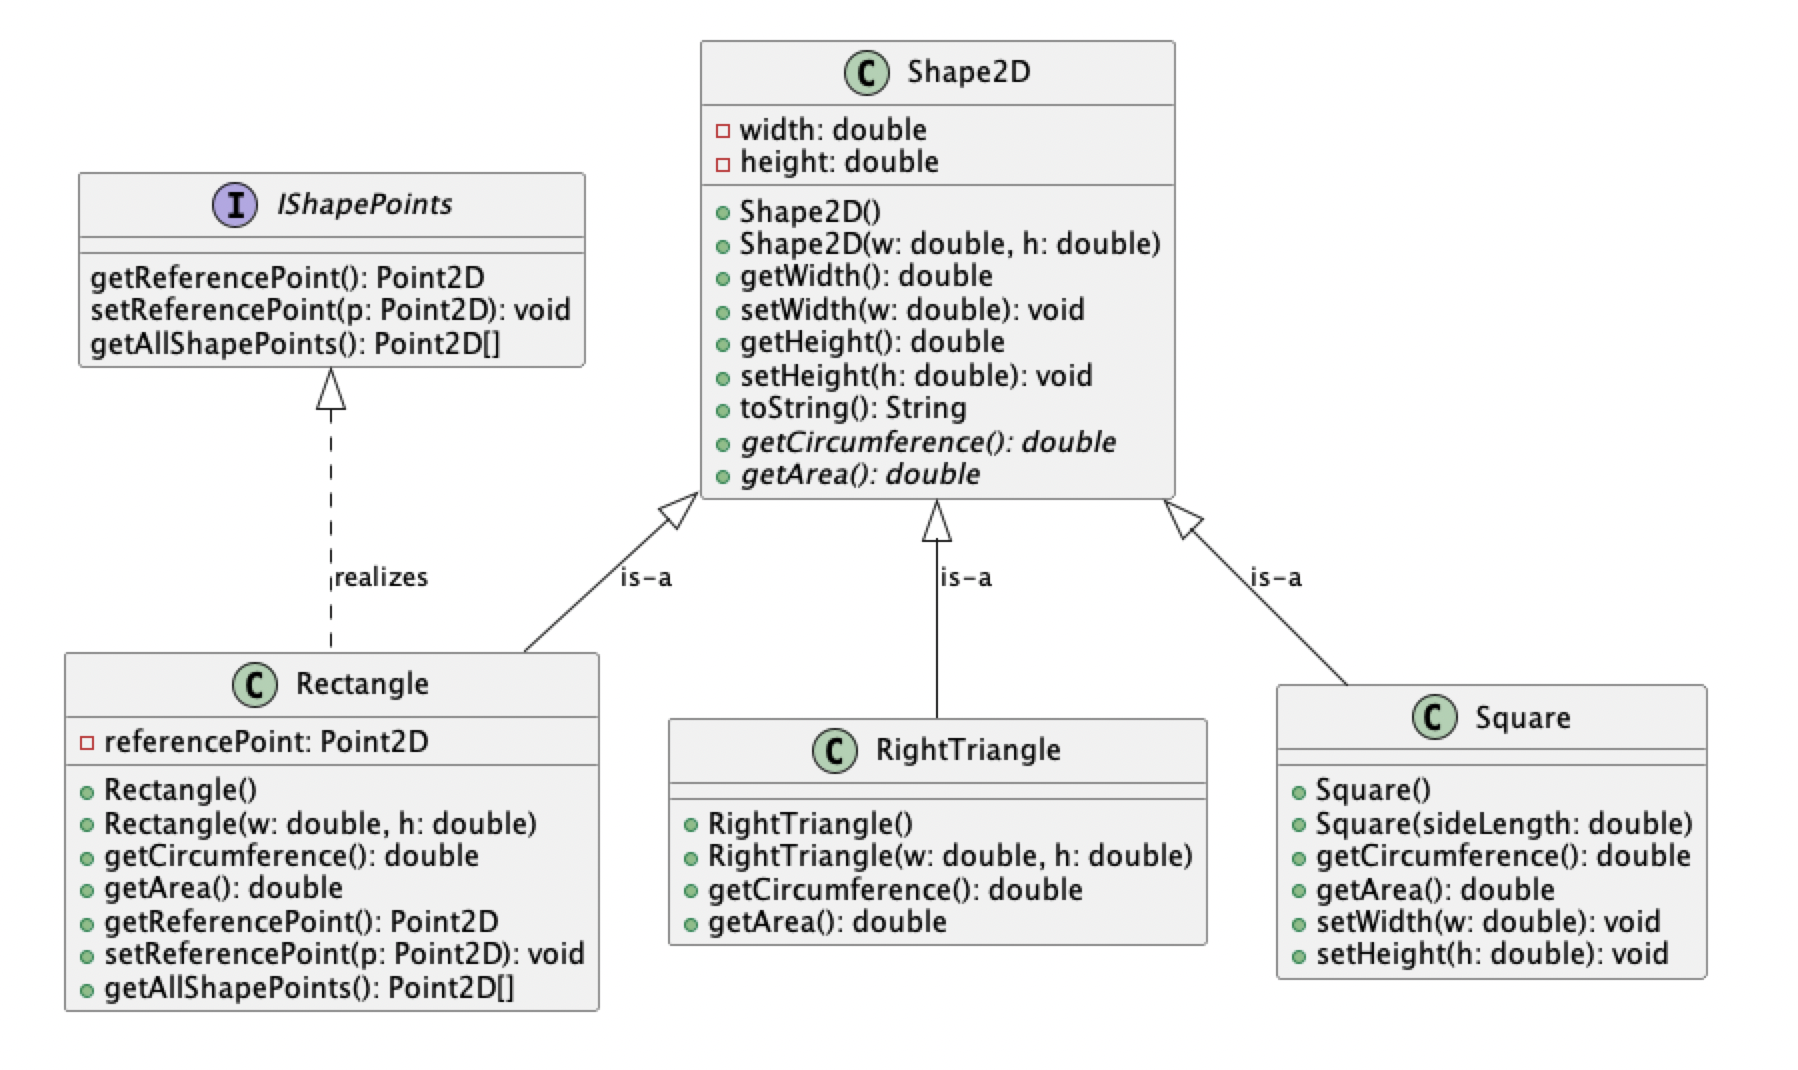 C Shape2D
width: double
height: double
Shape2D()
Shape2D(w: double, h: double)
getWidth(): double
setWidth(w: double): void
getHeight(): double
setHeight(h: double): void
toString(): String
getCircumference(): double
getArea(): double
I IShapePoints
getReferencePoint(): Point2D
setReferencePoint(p: Point2D): void
getAllShapePoints(): Point2D[]
realizes
is-a
is-a
is-a
C Rectangle
referencePoint: Point2D
Rectangle()
Rectangle(w: double, h: double)
getCircumference(): double
getArea(): double
getReferencePoint(): Point2D
setReferencePoint(p: Point2D): void
getAllShapePoints(): Point2D[]
C RightTriangle
RightTriangle()
RightTriangle(w: double, h: double)
getCircumference(): double
getArea(): double
C Square
Square()
Square(sideLength: double)
getCircumference(): double
getArea(): double
setWidth(w: double): void
setHeight(h: double): void